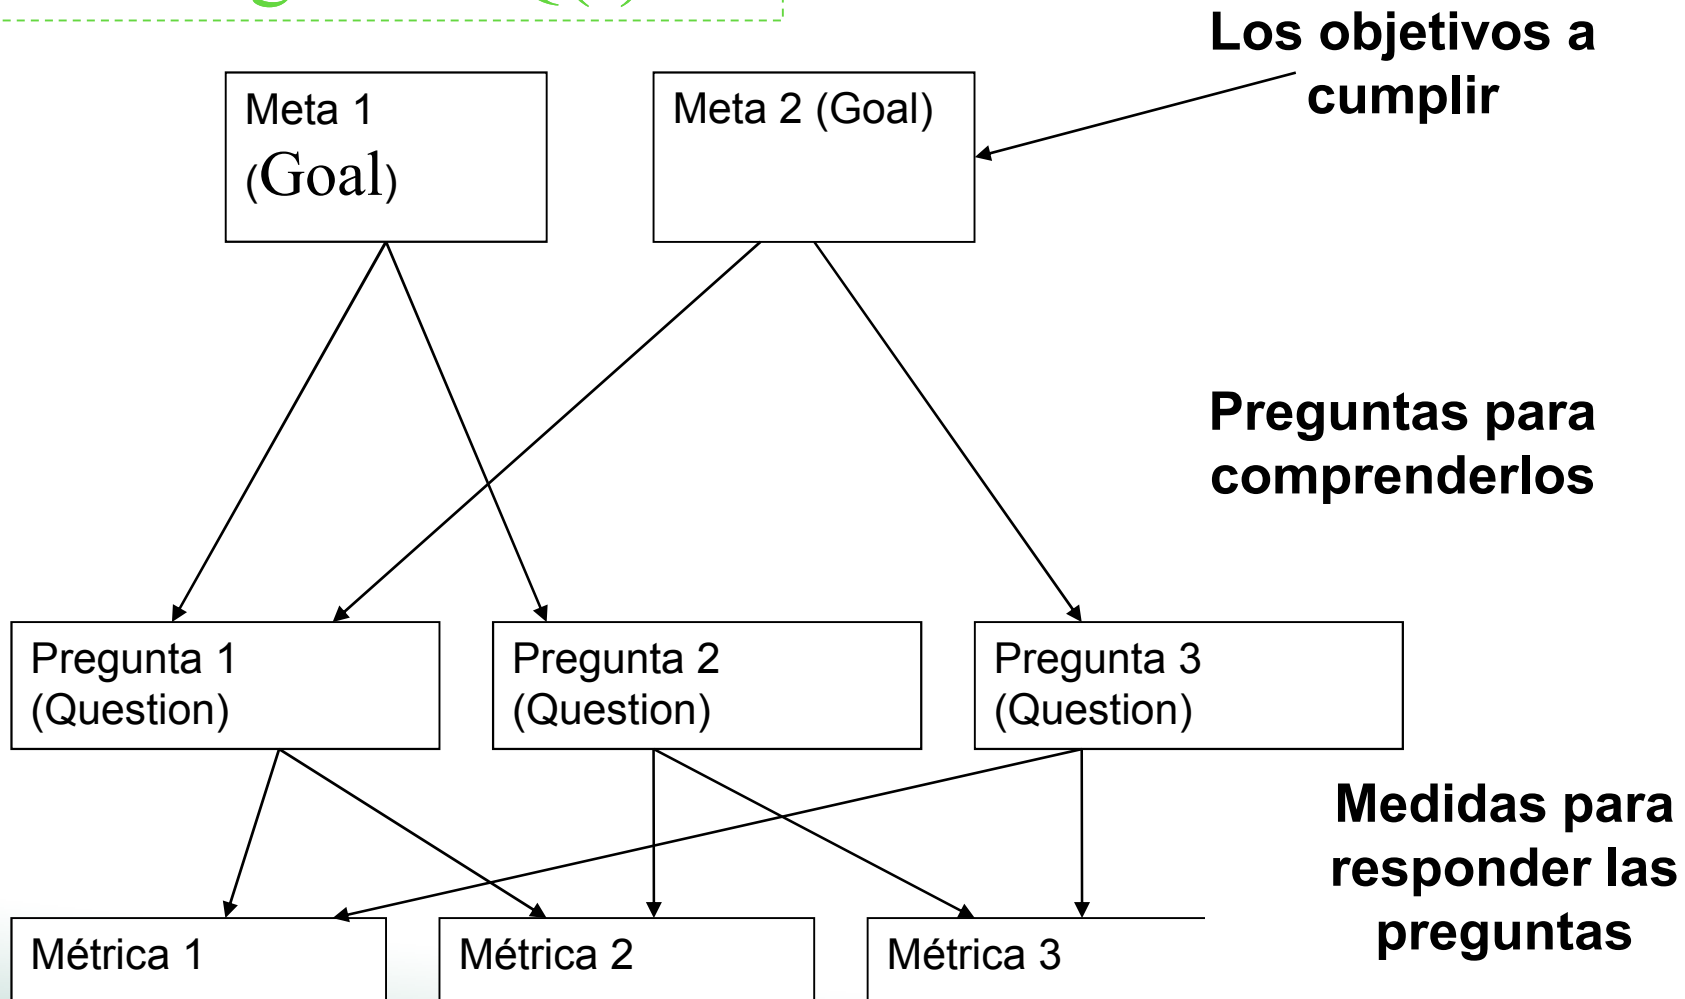 Los objetivos a
cumplir
Meta 1
(Goal)
Meta 2 (Goal)
Preguntas para
comprenderlos
Pregunta 1
(Question)
Pregunta 2
(Question)
Pregunta 3
(Question)
Medidas para
responder las
preguntas
Métrica 1
Métrica 2
Métrica 3